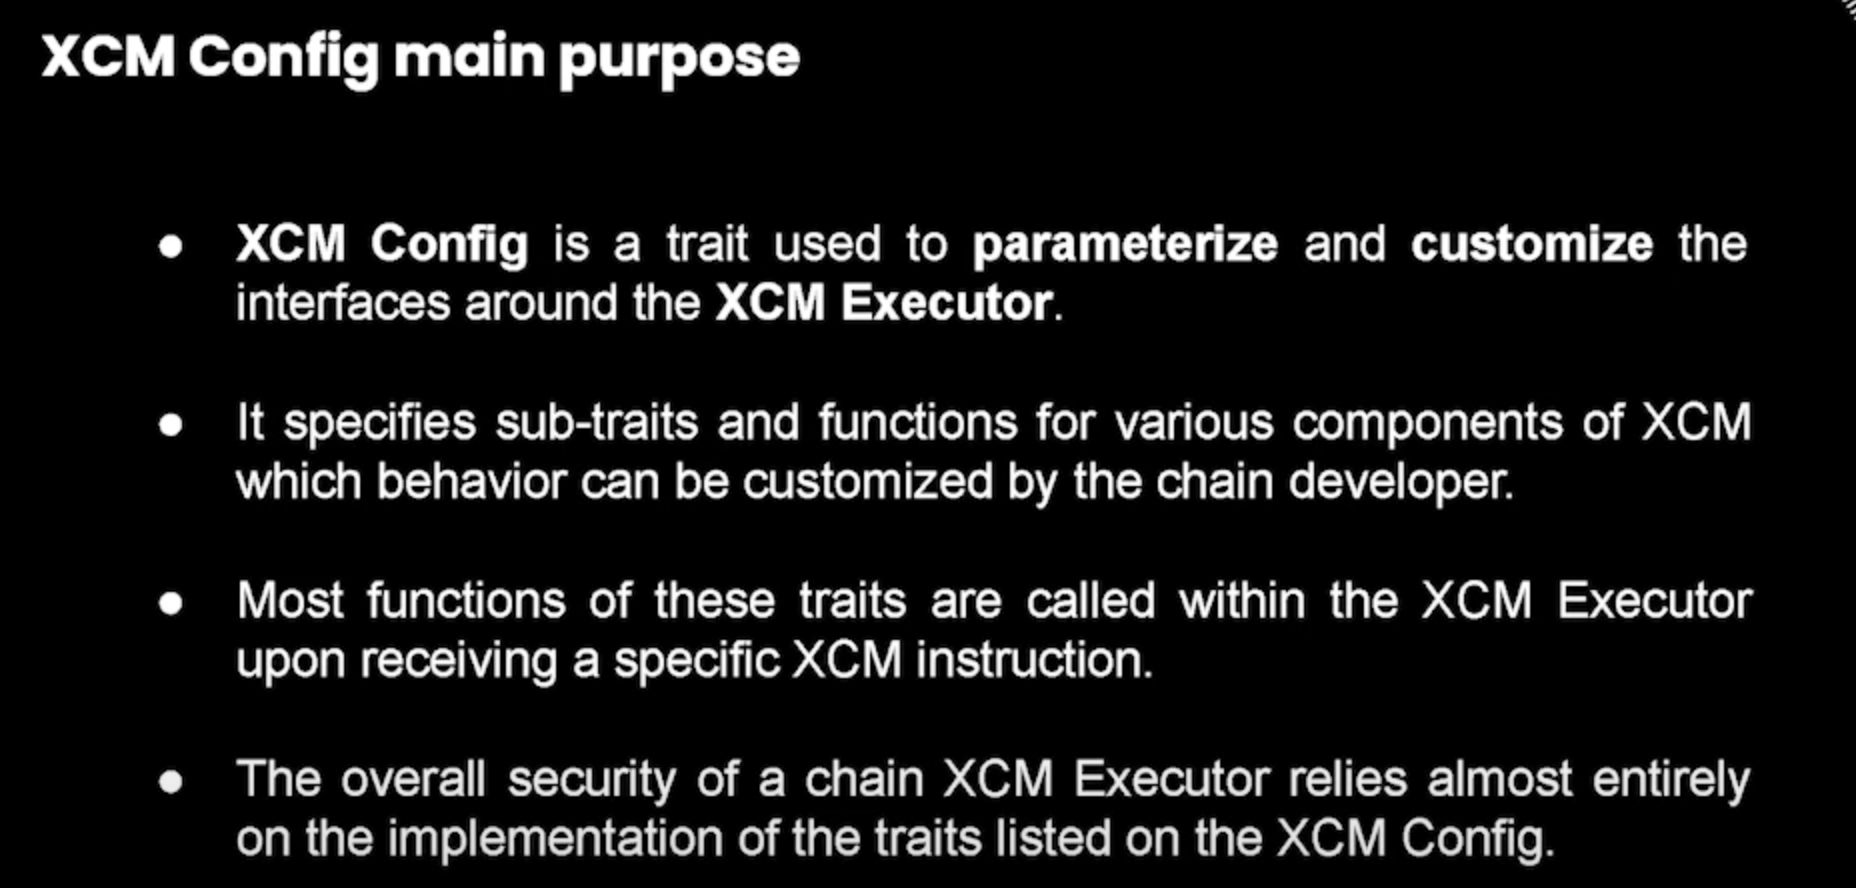 XCM Config main purpose
● XCM Config is a trait used to parameterize and customize the
interfaces around the XCM Executor.
● It specifies sub-traits and functions for various components of XCM
which behavior can be customized by the chain developer.
● Most functions of these traits are called within the XCM Executor
upon receiving a specific XCM instruction.
● The overall security of a chain XCM Executor relies almost entirely
on the implementation of the traits listed on the XCM Config.